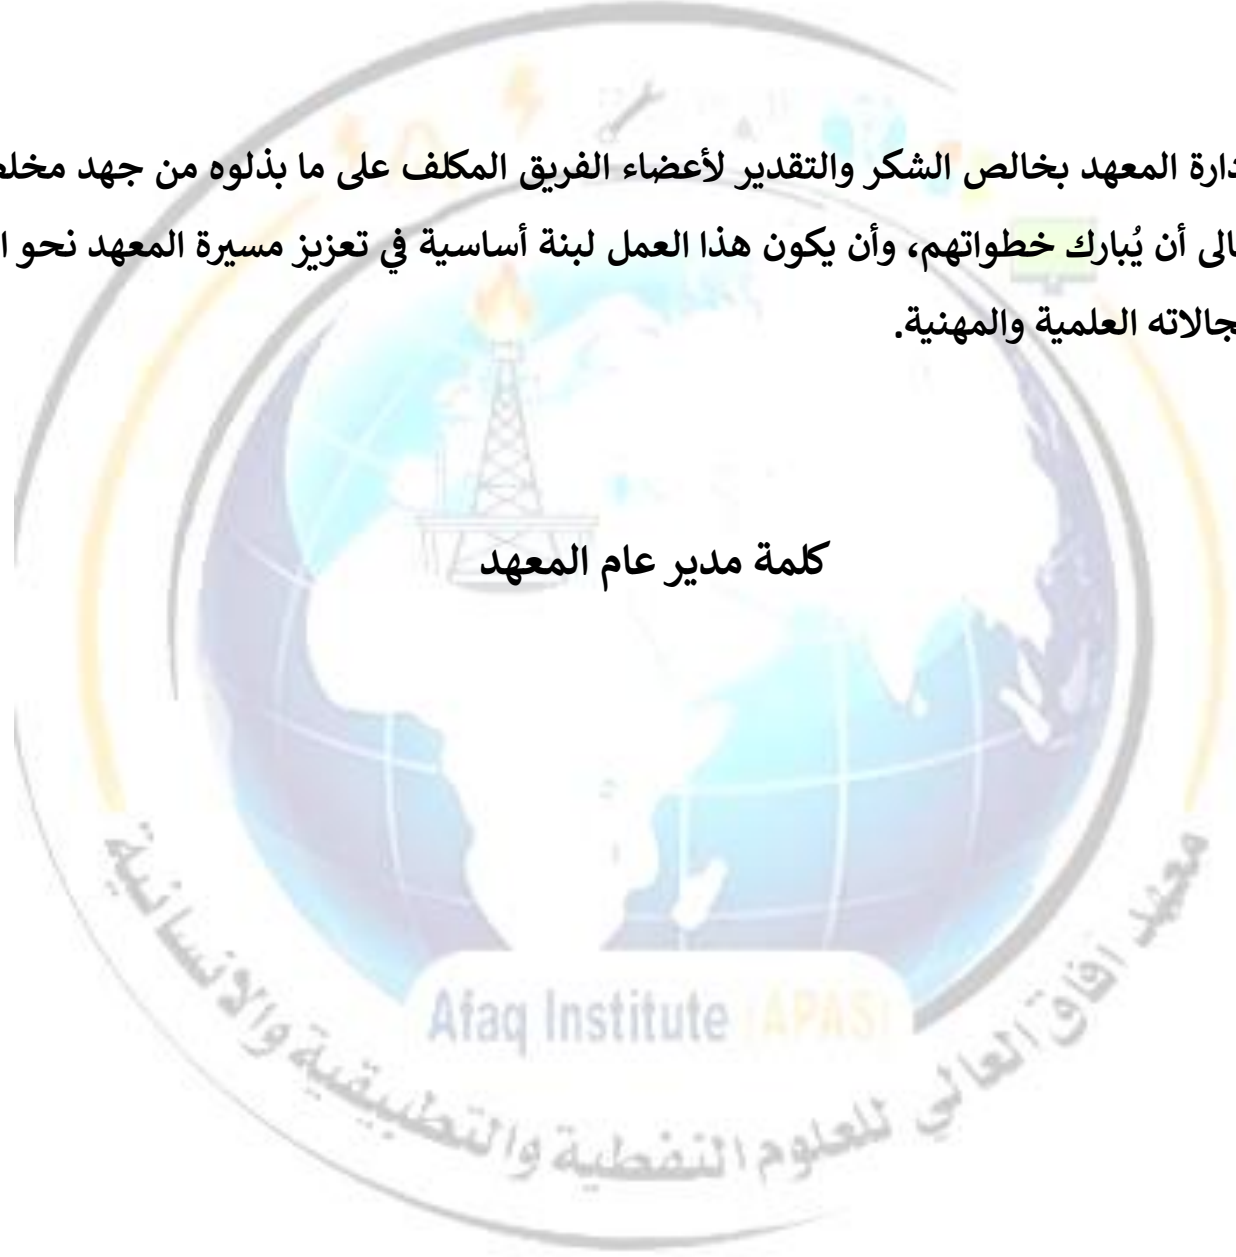 دارة المعهد بخالص الشكر والتقدير لأعضاء الفريق المكلف على ما بذلوه من جهد مخلص
الى أن يُبارك خطواتهم، وأن يكون هذا العمل لبنة أساسية في تعزيز مسيرة المعهد نحو ا
جالاته العلمية والمهنية.
كلمة مدير عام المعهد
Afaq Institute (APAS)
معهد افاق العالي للعلوم النفطية والتطبيقية والانسانية